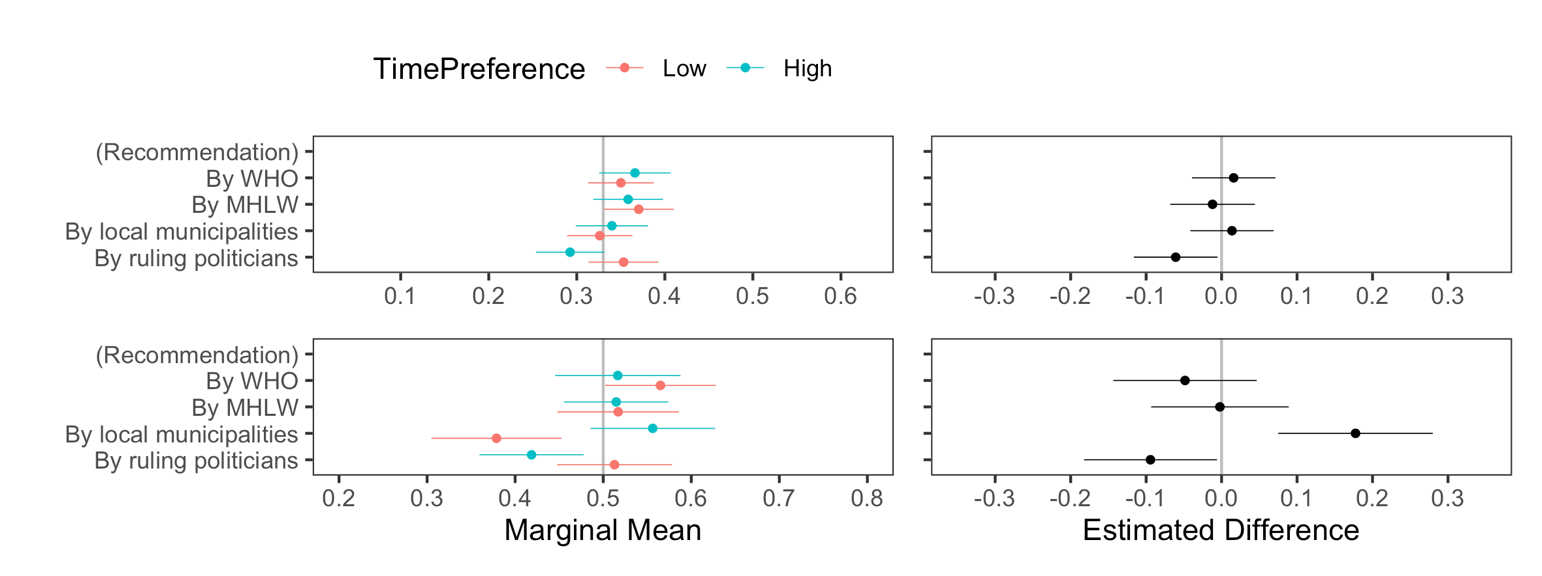 TimePreference Low High
(Recommendation)
By WHO
By MHLW
By local municipalities
By ruling politicians
0.1 0.2 0.3 0.4 0.5 0.6
-0.3 -0.2 -0.1 0.0 0.1 0.2 0.3
(Recommendation)
By WHO
By MHLW
By local municipalities
By ruling politicians
0.2 0.3 0.4 0.5 0.6 0.7 0.8
-0.3 -0.2 -0.1 0.0 0.1 0.2 0.3
Marginal Mean
Estimated Difference